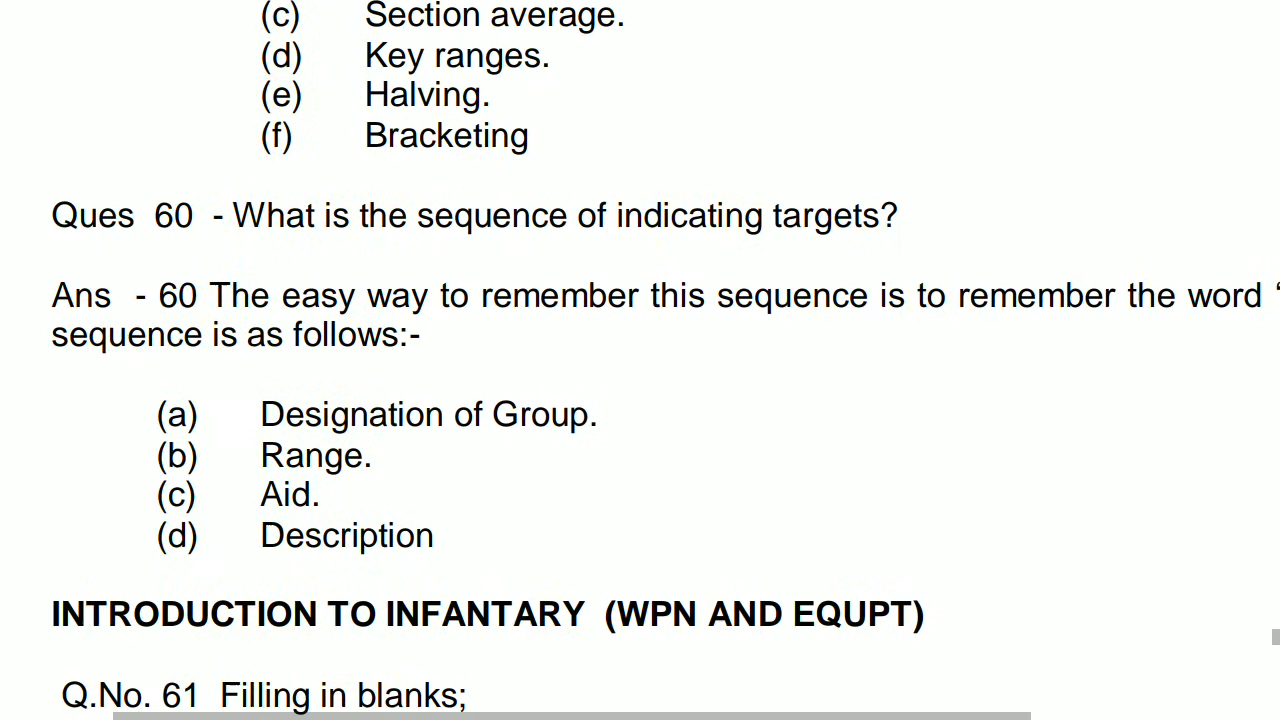 (c) Section average.
(d) Key ranges.
(e) Halving.
(f) Bracketing
Ques 60 - What is the sequence of indicating targets?
Ans - 60 The easy way to remember this sequence is to remember the word ‘
sequence is as follows:-
(a) Designation of Group.
(b) Range.
(c) Aid.
(d) Description
INTRODUCTION TO INFANTARY (WPN AND EQUPT)
Q.No. 61 Filling in blanks;